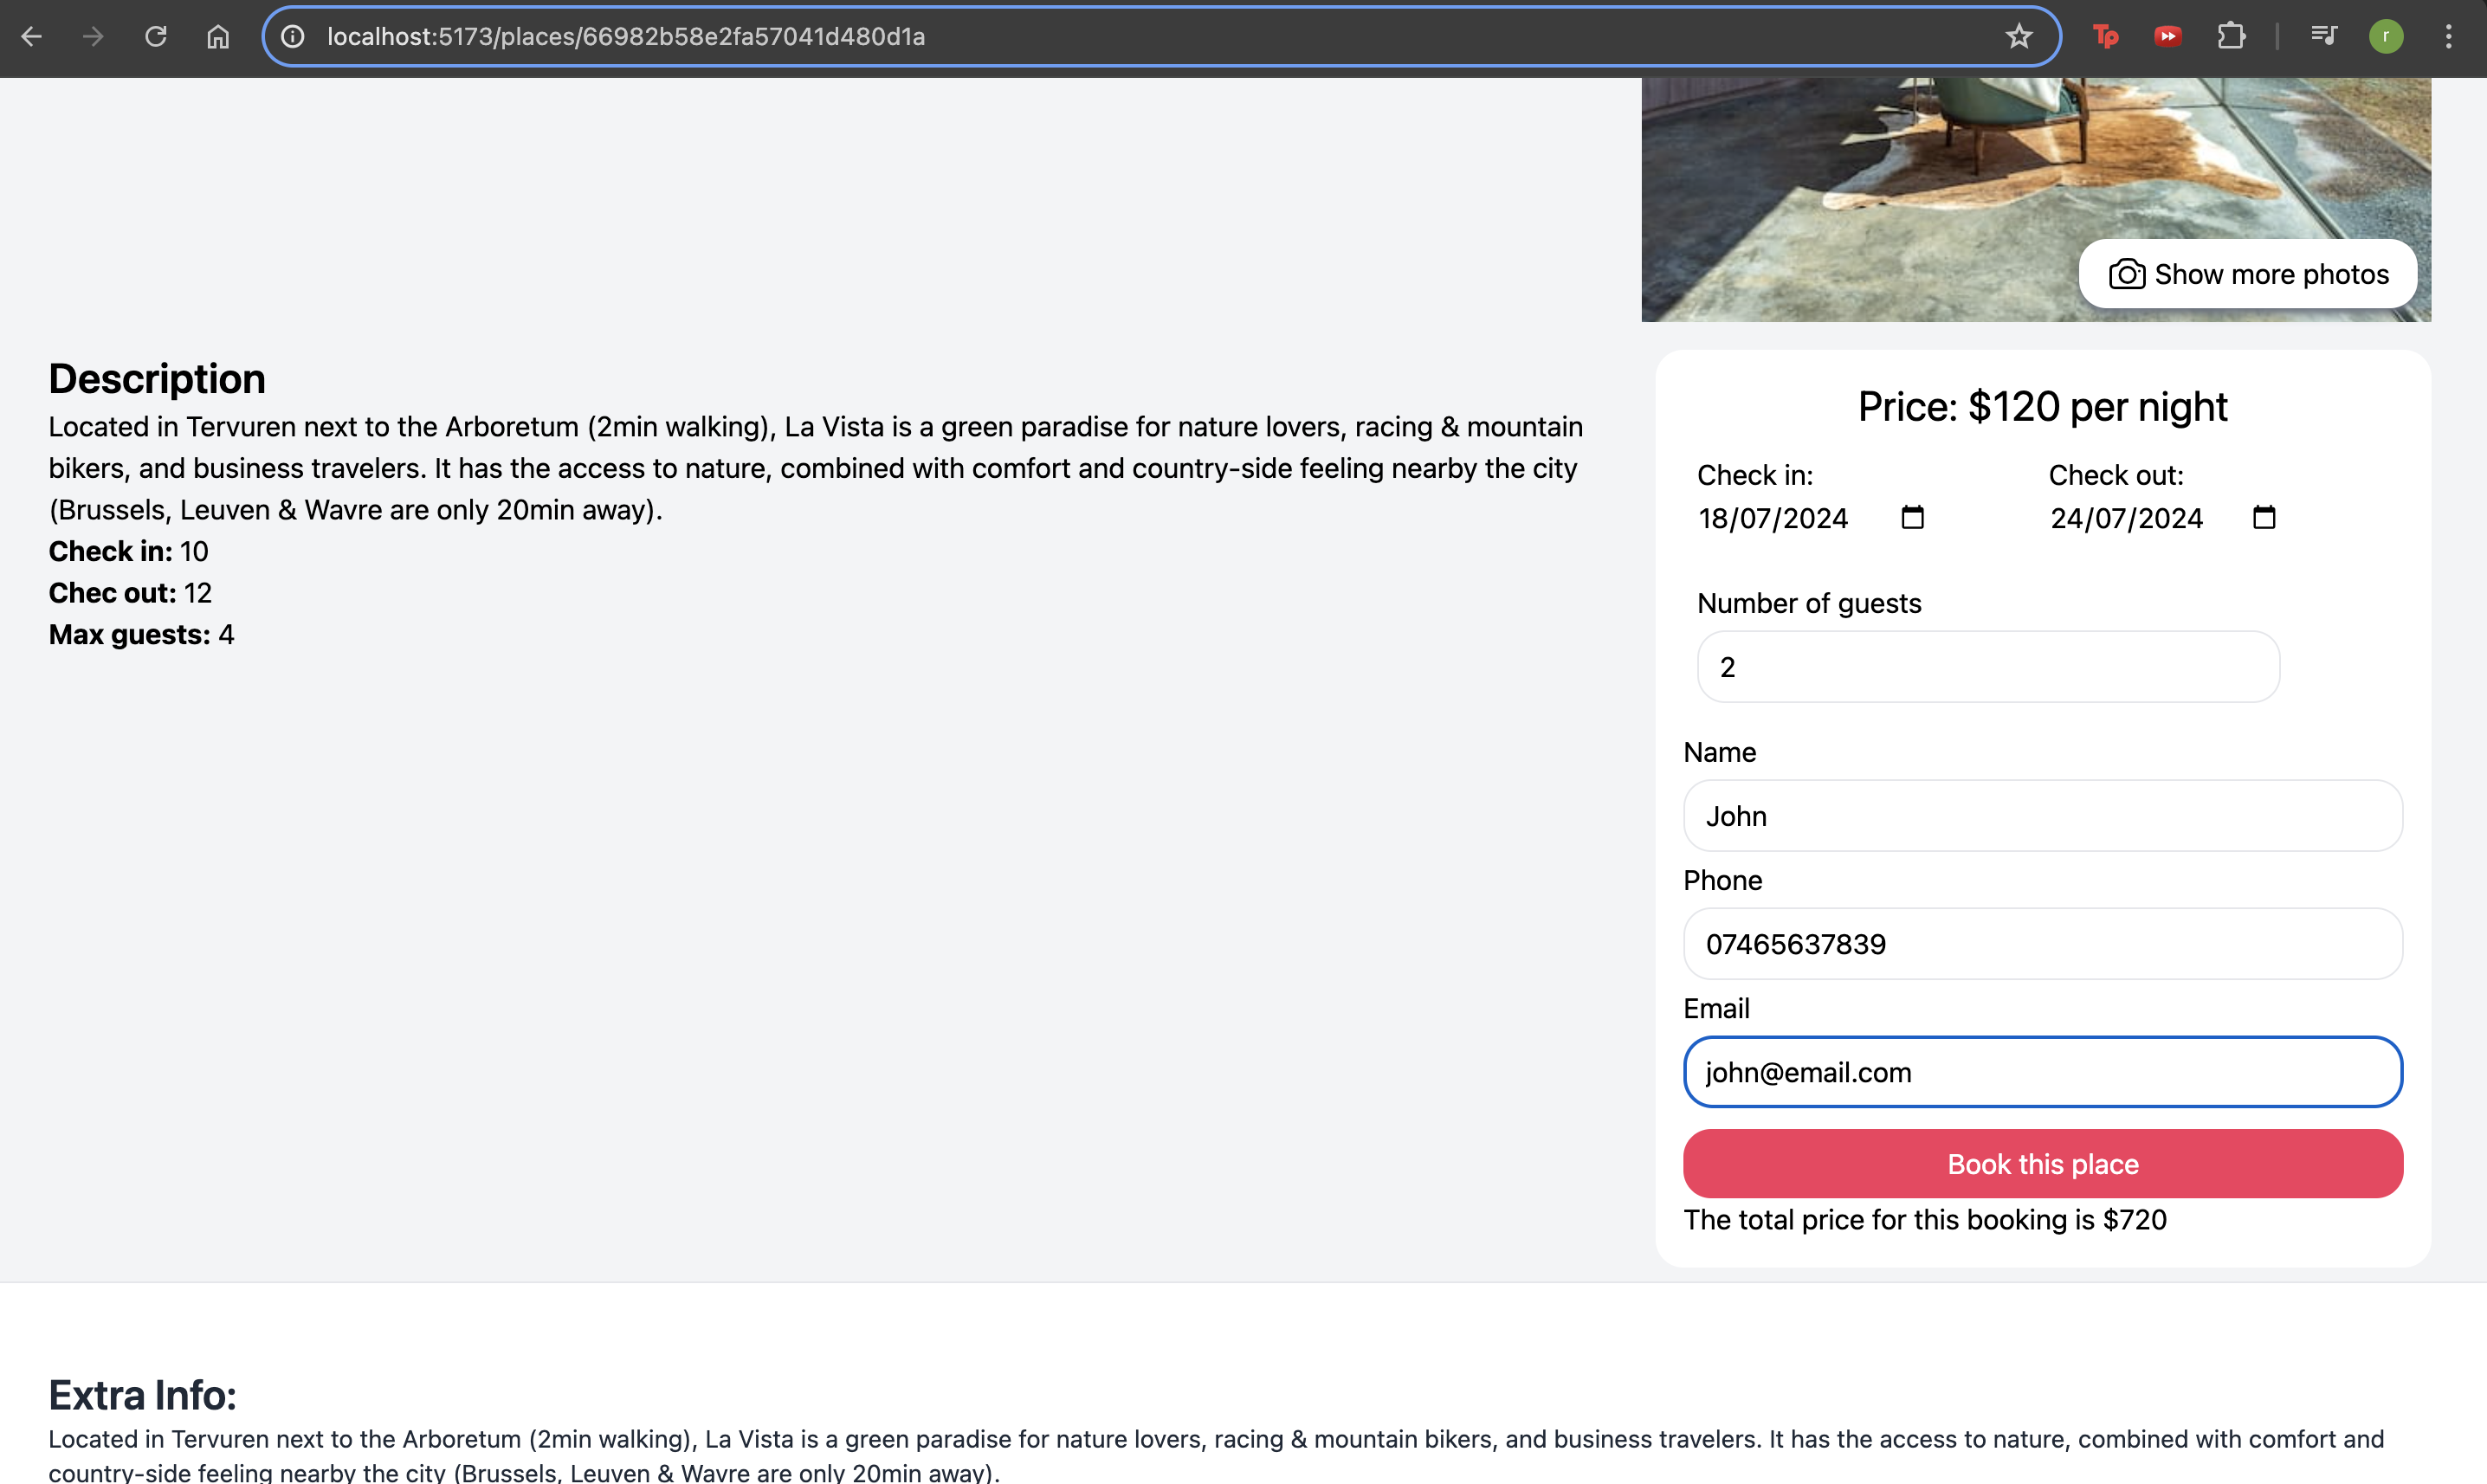 localhost:5173/places/66982b58e2fa57041d480d1a
Tp
r
Show more photos
Description
Located in Tervuren next to the Arboretum (2min walking), La Vista is a green paradise for nature lovers, racing & mountain
bikers, and business travelers. It has the access to nature, combined with comfort and country-side feeling nearby the city
(Brussels, Leuven & Wavre are only 20min away).
Check in: 10
Chec out: 12
Max guests: 4
Price: $120 per night
Check in:
18/07/2024
Check out:
24/07/2024
Number of guests
2
Name
John
Phone
07465637839
Email
john@email.com
Book this place
The total price for this booking is $720
Extra Info:
Located in Tervuren next to the Arboretum (2min walking), La Vista is a green paradise for nature lovers, racing & mountain bikers, and business travelers. It has the access to nature, combined with comfort and
country-side feeling nearby the city (Brussels, Leuven & Wavre are only 20min away).